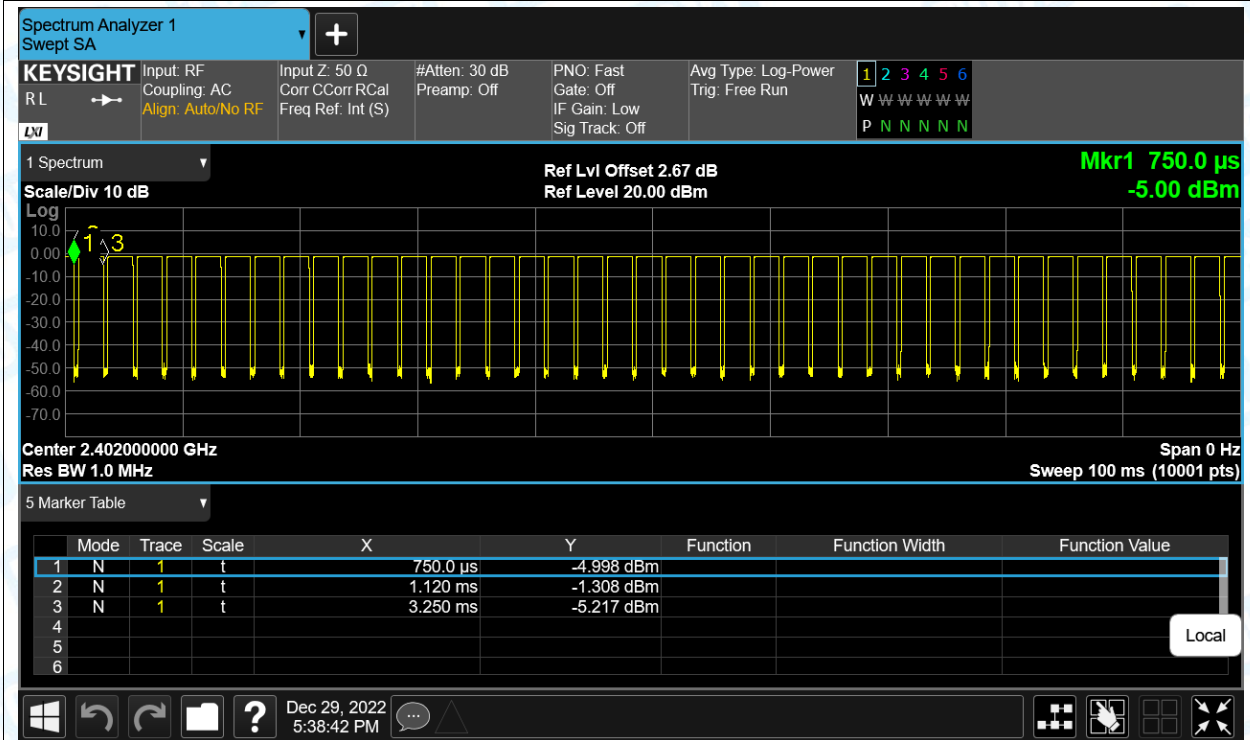 Spectrum Analyzer 1
Swept SA
+
KEYSIGHT
R L
LXI
Input: RF
Coupling: AC
Align: Auto/No RF
Input Z: 50 Ω
Corr CCorr RCal
Freq Ref: Int (S)
#Atten: 30 dB
Preamp: Off
PNO: Fast
Gate: Off
IF Gain: Low
Sig Track: Off
Avg Type: Log-Power
Trig: Free Run
1 2 3 4 5 6
W W W W W W
P N N N N N
1 Spectrum
Scale/Div 10 dB
Ref Lvl Offset 2.67 dB
Ref Level 20.00 dBm
Mkr1 750.0 µs
-5.00 dBm
Log
10.0
0.00
-10.0
-20.0
-30.0
-40.0
-50.0
-60.0
-70.0
1 3
Center 2.402000000 GHz
Res BW 1.0 MHz
Span 0 Hz
Sweep 100 ms (10001 pts)
5 Marker Table
Mode Trace Scale X Y Function Function Width Function Value
1 N 1 t 750.0 µs -4.998 dBm
2 N 1 t 1.120 ms -1.308 dBm
3 N 1 t 3.250 ms -5.217 dBm
4
5
6
Local
?
Dec 29, 2022
5:38:42 PM